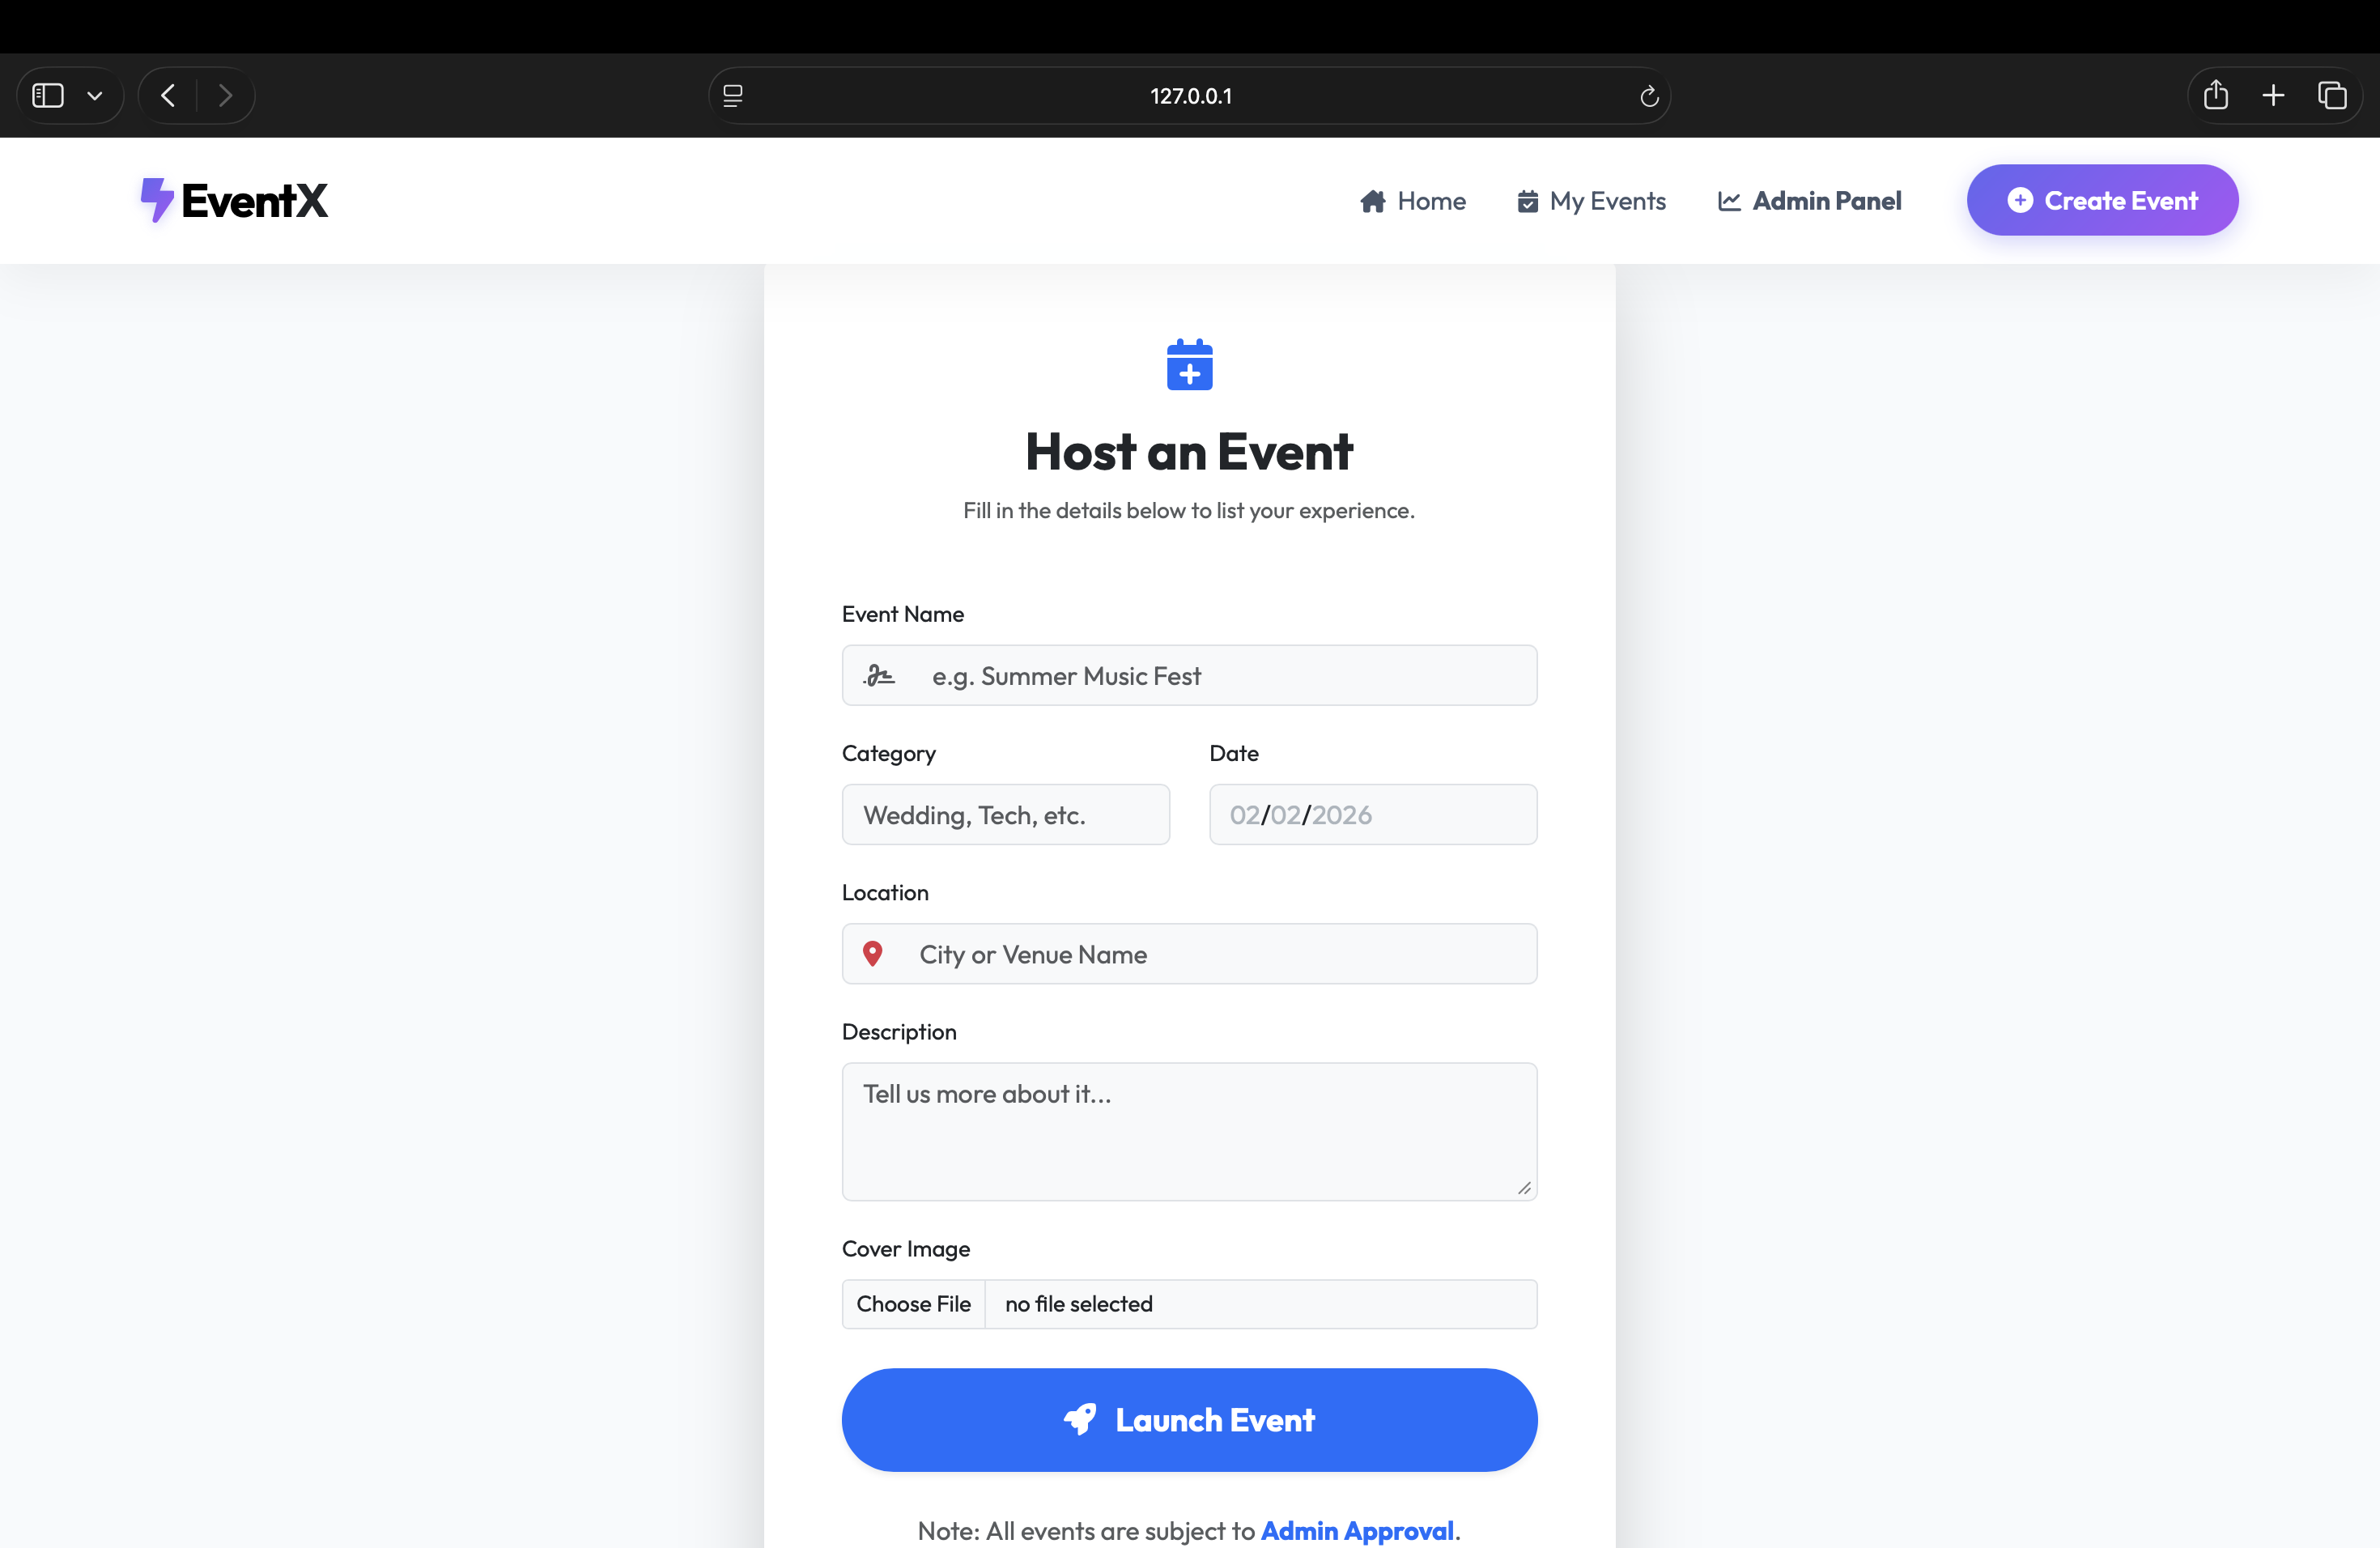 127.0.0.1
EventX
Home
My Events
Admin Panel
Create Event
Host an Event
Fill in the details below to list your experience.
Event Name
e.g. Summer Music Fest
Category
Date
Wedding, Tech, etc.
02/02/2026
Location
City or Venue Name
Description
Tell us more about it...
Cover Image
Choose File
no file selected
Launch Event
Note: All events are subject to Admin Approval.